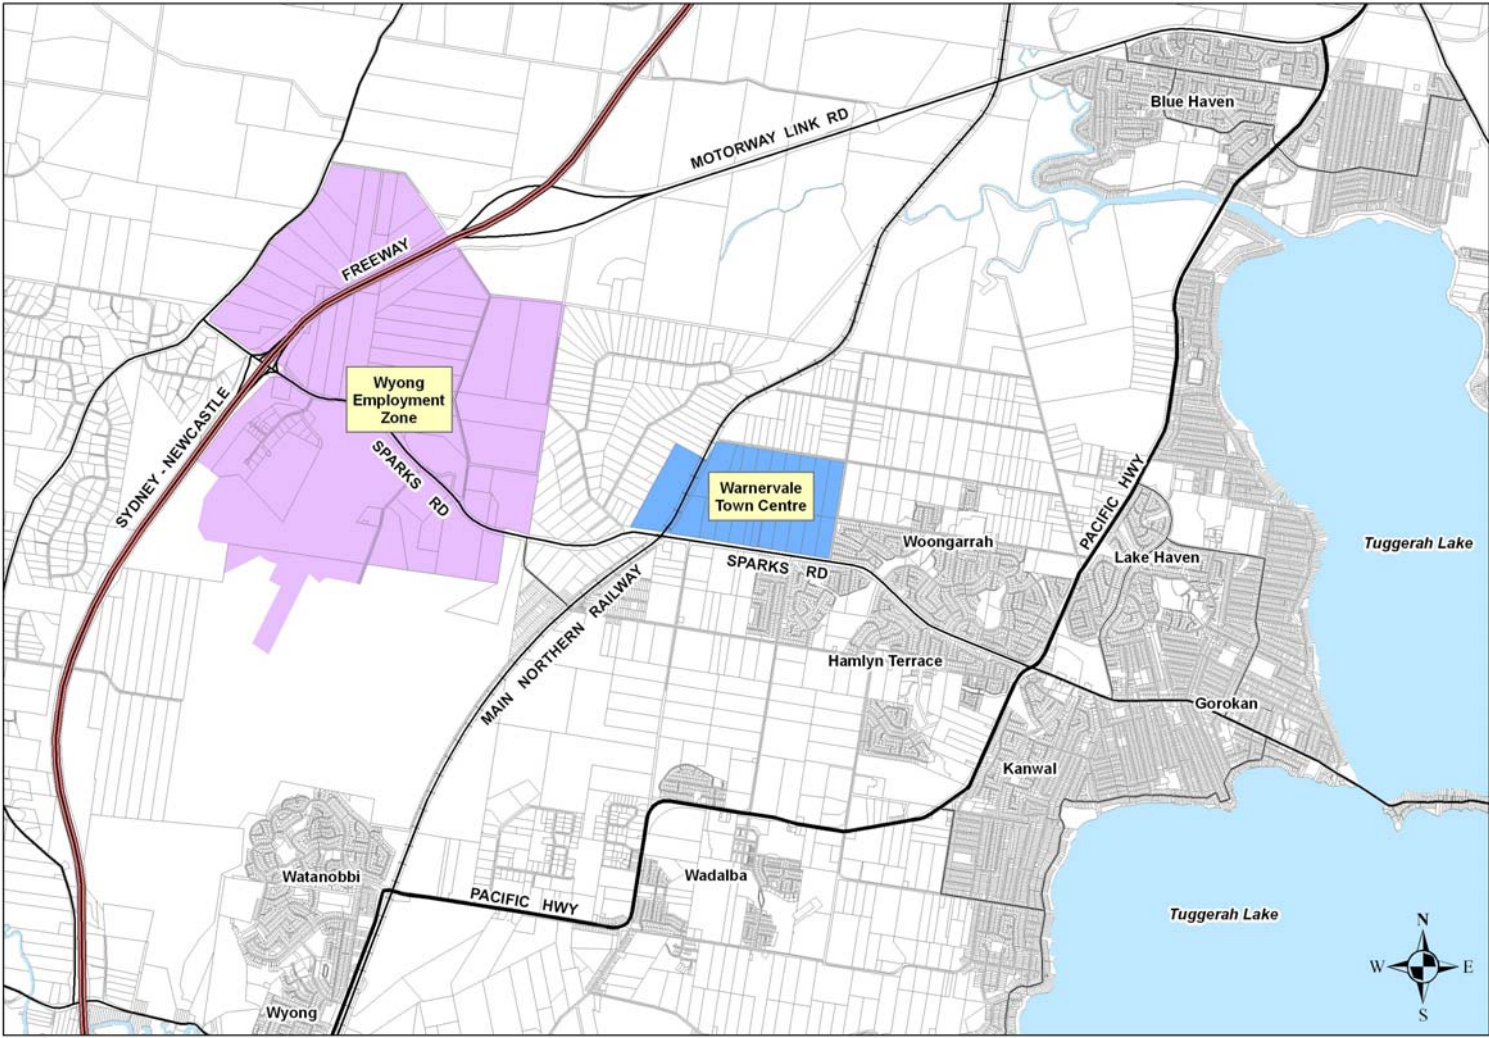 Blue Haven
MOTORWAY LINK RD
FREEWAY
Wyong
Employment
Zone
SYDNEY - NEWCASTLE
SPARKS RD
Warnervale
Town Centre
PACIFIC HWY
Woongarrah
Lake Haven
Tuggerah Lake
SPARKS RD
MAIN NORTHERN RAILWAY
Hamlyn Terrace
Gorokan
Kanwal
Watanobbi
Wadalba
PACIFIC HWY
Tuggerah Lake
Wyong
N
W E
S